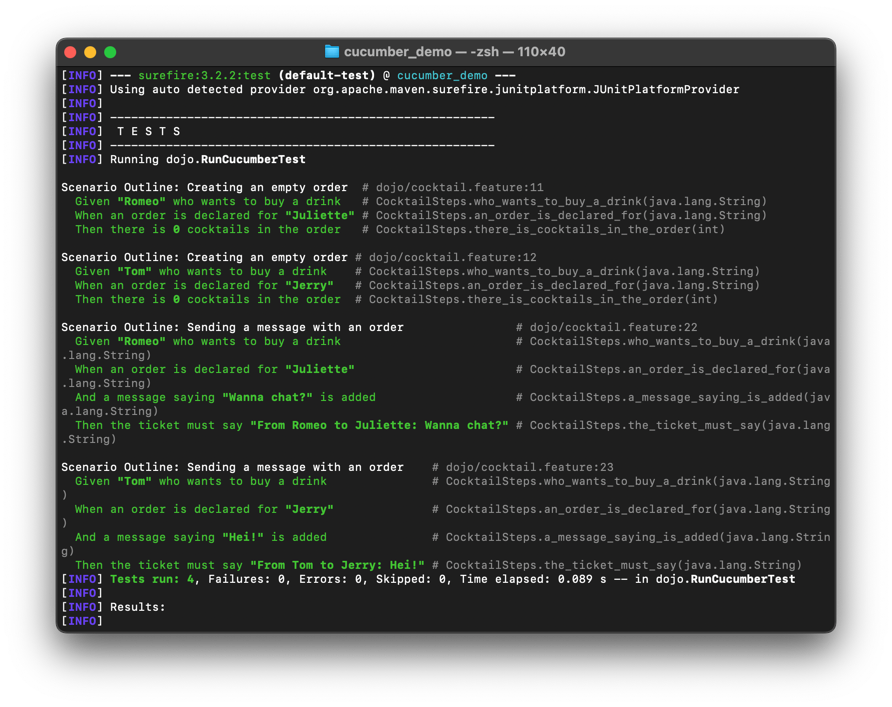 cucumber_demo — -zsh — 110×40
[INFO] --- surefire:3.2.2:test (default-test) @ cucumber_demo ---
[INFO] Using auto detected provider org.apache.maven.surefire.junitplatform.JUnitPlatformProvider
[INFO]
[INFO] -------------------------------------------------------
[INFO]  T E S T S
[INFO] -------------------------------------------------------
[INFO] Running dojo.RunCucumberTest

Scenario Outline: Creating an empty order  # dojo/cocktail.feature:11
  Given "Romeo" who wants to buy a drink   # CocktailSteps.who_wants_to_buy_a_drink(java.lang.String)
  When an order is declared for "Juliette" # CocktailSteps.an_order_is_declared_for(java.lang.String)
  Then there is 0 cocktails in the order   # CocktailSteps.there_is_cocktails_in_the_order(int)

Scenario Outline: Creating an empty order # dojo/cocktail.feature:12
  Given "Tom" who wants to buy a drink    # CocktailSteps.who_wants_to_buy_a_drink(java.lang.String)
  When an order is declared for "Jerry"   # CocktailSteps.an_order_is_declared_for(java.lang.String)
  Then there is 0 cocktails in the order  # CocktailSteps.there_is_cocktails_in_the_order(int)

Scenario Outline: Sending a message with an order                # dojo/cocktail.feature:22
  Given "Romeo" who wants to buy a drink                         # CocktailSteps.who_wants_to_buy_a_drink(java
.lang.String)
  When an order is declared for "Juliette"                       # CocktailSteps.an_order_is_declared_for(java
.lang.String)
  And a message saying "Wanna chat?" is added                    # CocktailSteps.a_message_saying_is_added(jav
a.lang.String)
  Then the ticket must say "From Romeo to Juliette: Wanna chat?" # CocktailSteps.the_ticket_must_say(java.lang
.String)

Scenario Outline: Sending a message with an order    # dojo/cocktail.feature:23
  Given "Tom" who wants to buy a drink               # CocktailSteps.who_wants_to_buy_a_drink(java.lang.String
)
  When an order is declared for "Jerry"              # CocktailSteps.an_order_is_declared_for(java.lang.String
)
  And a message saying "Hei!" is added               # CocktailSteps.a_message_saying_is_added(java.lang.Strin
g)
  Then the ticket must say "From Tom to Jerry: Hei!" # CocktailSteps.the_ticket_must_say(java.lang.String)
[INFO] Tests run: 4, Failures: 0, Errors: 0, Skipped: 0, Time elapsed: 0.089 s -- in dojo.RunCucumberTest
[INFO]
[INFO] Results:
[INFO]